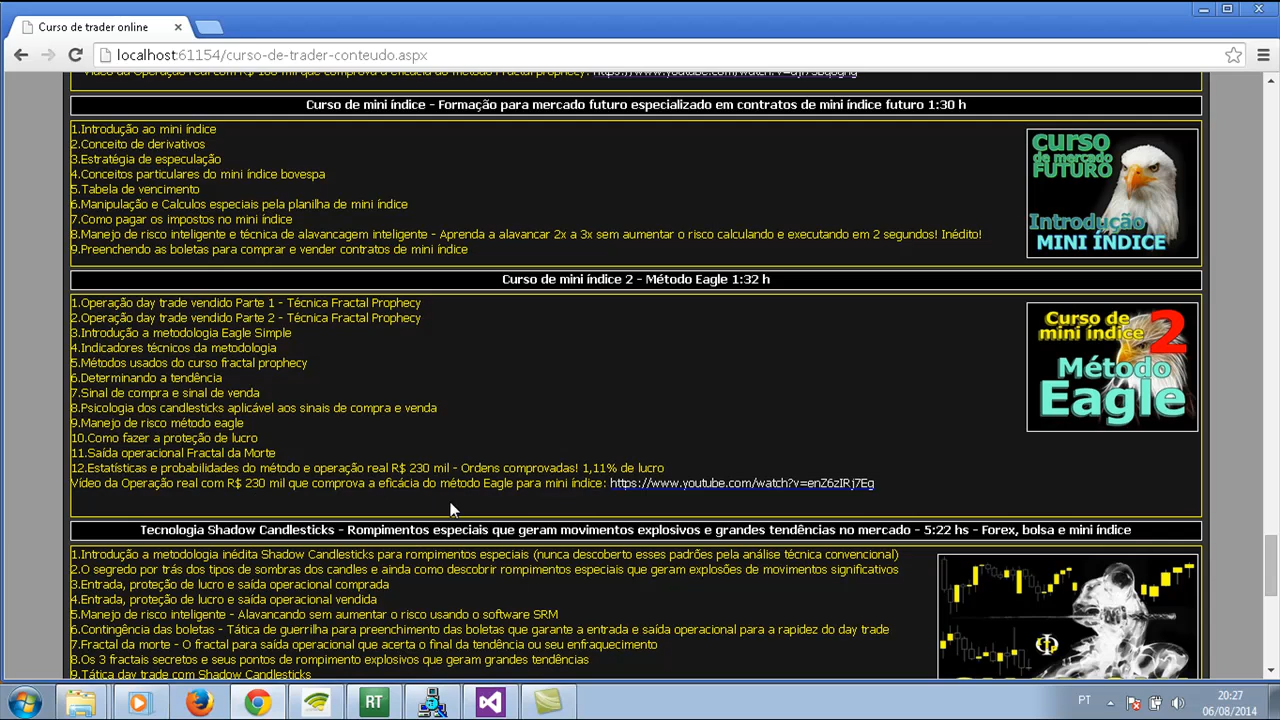 Curso de trader online
localhost:61154/curso-de-trader-conteudo.aspx
Vídeo da Operação real com R$ 100 mil que comprova a eficácia do método Fractal prophecy:
Curso de mini índice - Formação para mercado futuro especializado em contratos de mini índice futuro 1:30 h
1.Introdução ao mini índice
2.Conceito de derivativos
3.Estratégia de especulação
4.Conceitos particulares do mini índice bovespa
5.Tabela de vencimento
6.Manipulação e Calculos especiais pela planilha de mini índice
7.Como pagar os impostos no mini índice
8.Manejo de risco inteligente e técnica de alavancagem inteligente - Aprenda a alavancar 2x a 3x sem aumentar o risco calculando e executando em 2 segundos! Inédito!
9.Preenchendo as boletas para comprar e vender contratos de mini índice
curso
de mercado
FUTURO
Introdução
MINI ÍNDICE
Curso de mini índice 2 - Método Eagle 1:32 h
1.Operação day trade vendido Parte 1 - Técnica Fractal Prophecy
2.Operação day trade vendido Parte 2 - Técnica Fractal Prophecy
3.Introdução a metodologia Eagle Simple
4.Indicadores técnicos da metodologia
5.Métodos usados do curso fractal prophecy
6.Determinando a tendência
7.Sinal de compra e sinal de venda
8.Psicologia dos candlesticks aplicável aos sinais de compra e venda
9.Manejo de risco método eagle
10.Como fazer a proteção de lucro
11.Saída operacional Fractal da Morte
12.Estatísticas e probabilidades do método e operação real R$ 230 mil - Ordens comprovadas! 1,11% de lucro
Vídeo da Operação real com R$ 230 mil que comprova a eficácia do método Eagle para mini índice: https://www.youtube.com/watch?v=enZ6zIRj7Eg
Curso de
mini índice 2
Método
Eagle
Tecnologia Shadow Candlesticks - Rompimentos especiais que geram movimentos explosivos e grandes tendências no mercado - 5:22 hs - Forex, bolsa e mini índice
1.Introdução a metodologia inédita Shadow Candlesticks para rompimentos especiais (nunca descoberto esses padrões pela análise técnica convencional)
2.O segredo por trás dos tipos de sombras dos candles e ainda como descobrir rompimentos especiais que geram explosões de movimentos significativos
3.Entrada, proteção de lucro e saída operacional comprada
4.Entrada, proteção de lucro e saída operacional vendida
5.Manejo de risco inteligente - Alavancando sem aumentar o risco usando o software SRM
6.Contingência das boletas - Tática de guerrilha para preenchimento das boletas que garante a entrada e saída operacional para a rapidez do day trade
7.Fractal da morte - O fractal para saída operacional que acerta o final da tendência ou seu enfraquecimento
8.Os 3 fractais secretos e seus pontos de rompimento explosivos que geram grandes tendências
9.Tática day trade com Shadow Candlesticks
RT
PT
20:27
06/08/2014